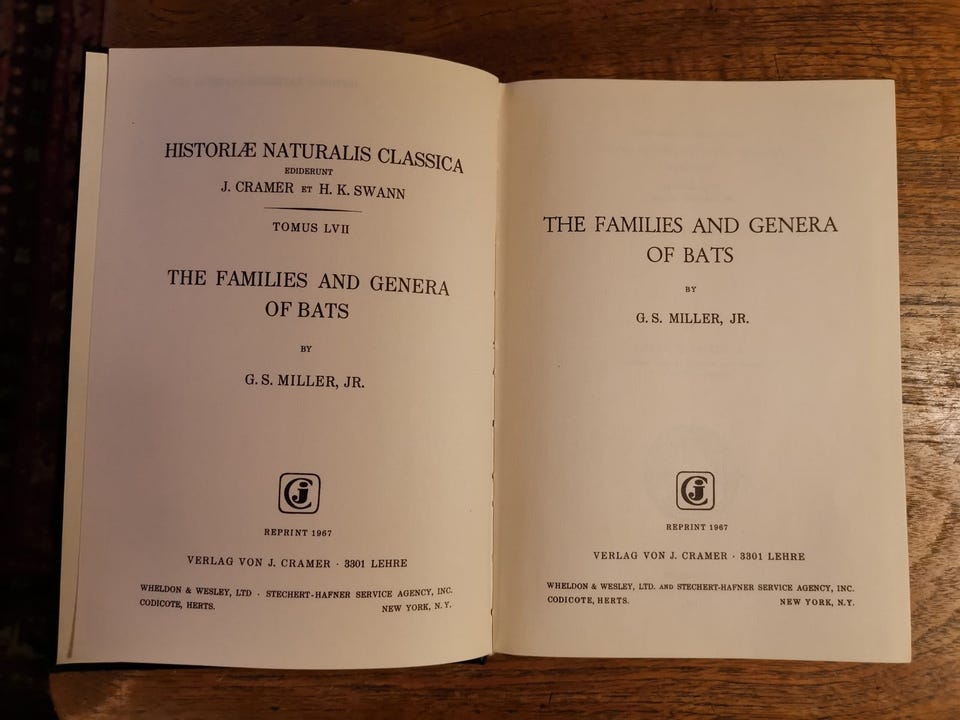 HISTORIÆ NATURALIS CLASSICA
EDIDERUNT
J. CRAMER ET H. K. SWANN
TOMUS LVII
THE FAMILIES AND GENERA
OF BATS
BY
G. S. MILLER, JR.
REPRINT 1967
VERLAG VON J. CRAMER · 3301 LEHRE
WHELDON & WESLEY, LTD · STECHERT-HAFNER SERVICE AGENCY, INC.
CODICOTE, HERTS. NEW YORK, N. Y.
THE FAMILIES AND GENERA
OF BATS
BY
G. S. MILLER, JR.
REPRINT 1967
VERLAG VON J. CRAMER · 3301 LEHRE
WHELDON & WESLEY, LTD. AND STECHERT-HAFNER SERVICE AGENCY, INC.
CODICOTE, HERTS. NEW YORK, N. Y.